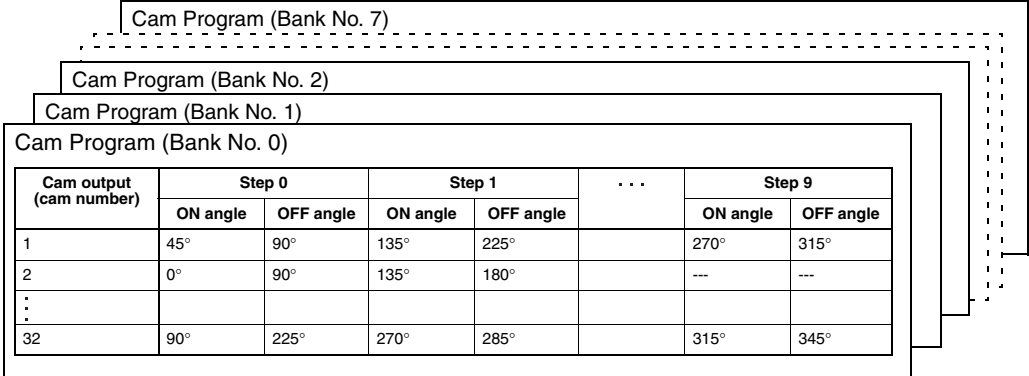 Cam Program (Bank No. 7)
Cam Program (Bank No. 2)
Cam Program (Bank No. 1)
Cam Program (Bank No. 0)
Cam output (cam number) Step 0 Step 1 . . . Step 9
ON angle OFF angle ON angle OFF angle ON angle OFF angle
1 45° 90° 135° 225° 270° 315°
2 0° 90° 135° 180° --- ---
⋮
32 90° 225° 270° 285° 315° 345°